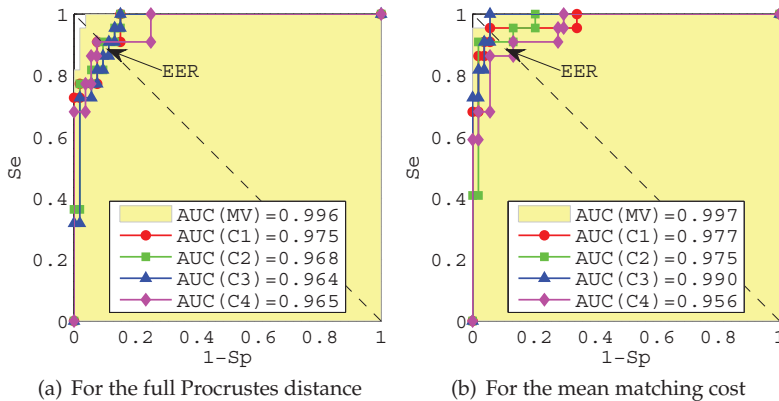 1
0.8
0.6
0.4
0.2
0
Se
EER
AUC(MV)=0.996
AUC(C1)=0.975
AUC(C2)=0.968
AUC(C3)=0.964
AUC(C4)=0.965
0 0.2 0.4 0.6 0.8 1
1-Sp
(a) For the full Procrustes distance
1
0.8
0.6
0.4
0.2
0
Se
EER
AUC(MV)=0.997
AUC(C1)=0.977
AUC(C2)=0.975
AUC(C3)=0.990
AUC(C4)=0.956
0 0.2 0.4 0.6 0.8 1
1-Sp
(b) For the mean matching cost